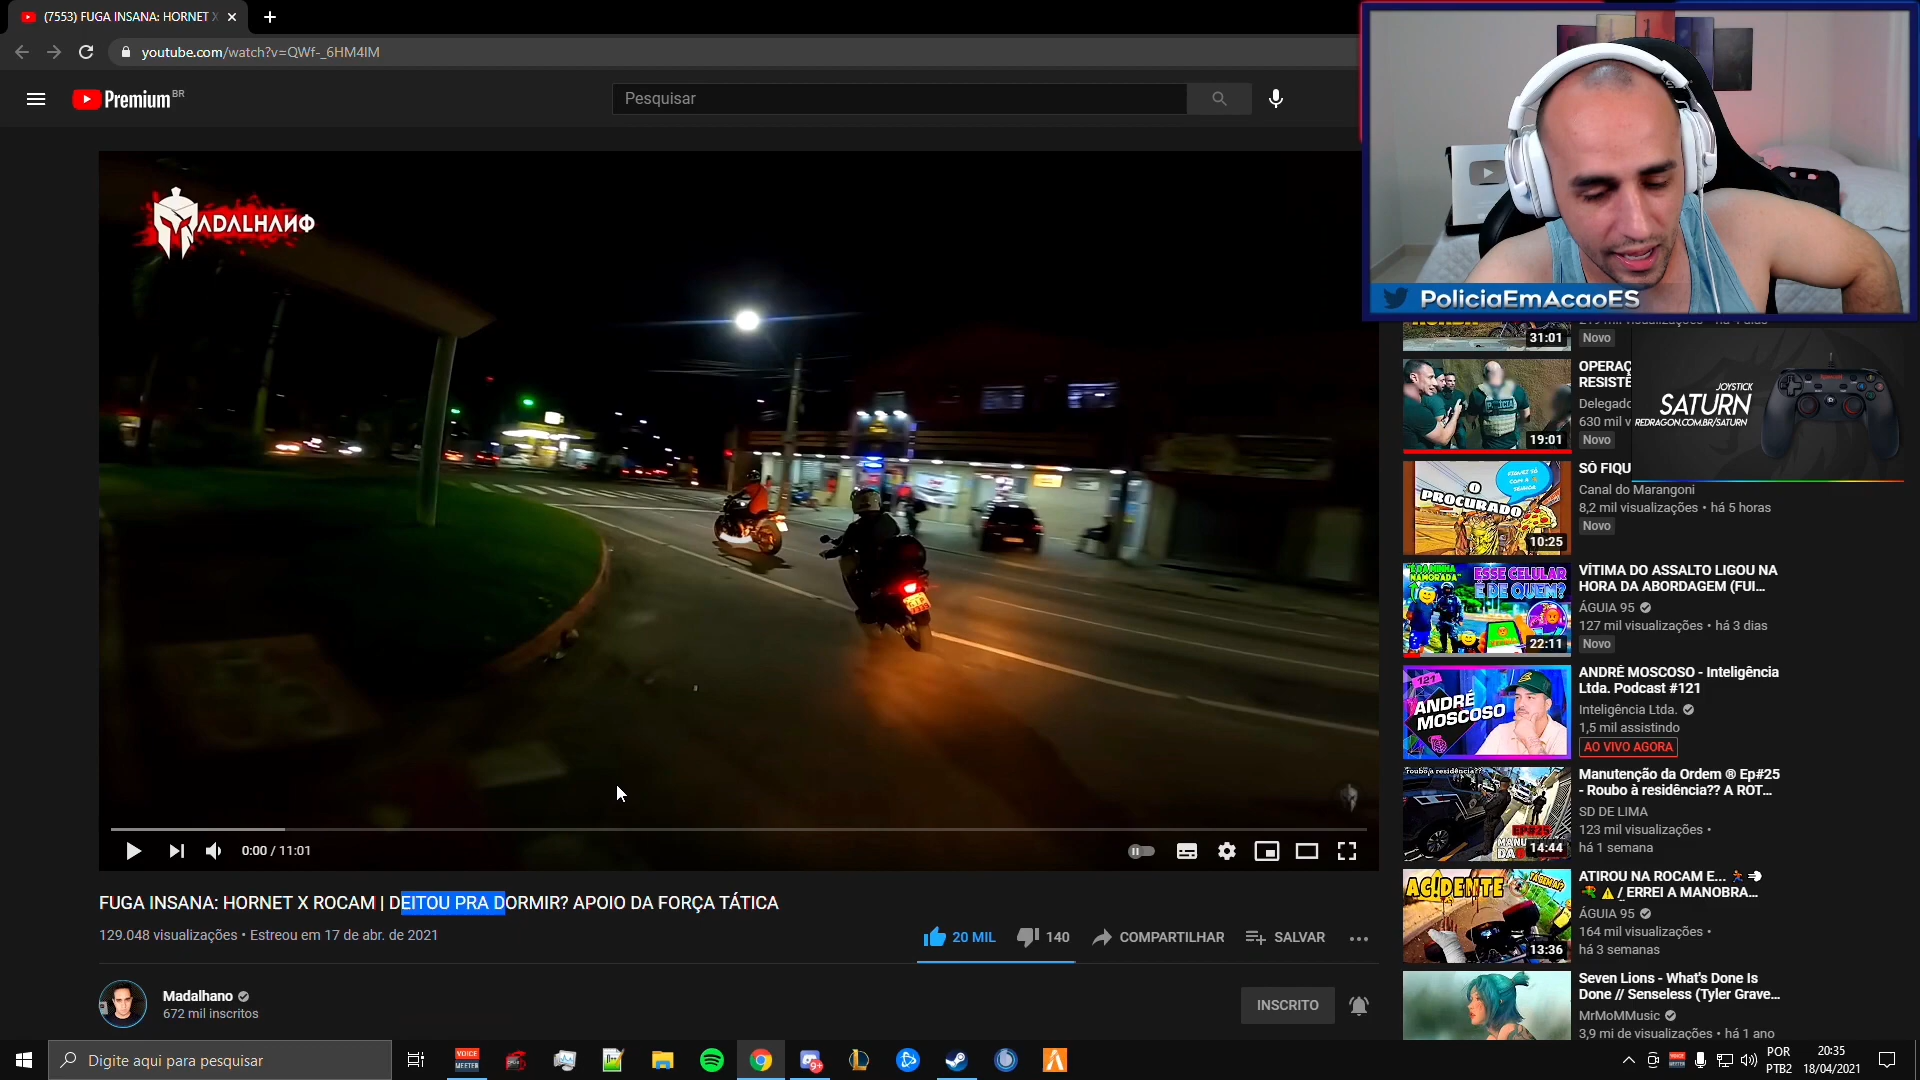 (7553) FUGA INSANA: HORNET X
youtube.com/watch?v=QWf-_6HM4IM
Premium BR
Pesquisar
MADALHANO
PoliciaEmAcaoES
31:01
Novo
OPERAÇ
RESISTÊ
Delegado
630 mil v
Novo
19:01
JOYSTICK
SATURN
REDRAGON.COM.BR/SATURN
SÓ FIQU
Canal do Marangoni
8,2 mil visualizações • há 5 horas
Novo
O
PROCURADO
10:25
VÍTIMA DO ASSALTO LIGOU NA
HORA DA ABORDAGEM (FUI...
ÁGUIA 95
127 mil visualizações • há 3 dias
Novo
ESSE CELULAR
É DE QUEM?
22:11
ANDRÉ MOSCOSO - Inteligência
Ltda. Podcast #121
Inteligência Ltda.
1,5 mil assistindo
AO VIVO AGORA
121
ANDRÉ
MOSCOSO
Manutenção da Ordem ® Ep#25
- Roubo à residência?? A ROT...
SD DE LIMA
123 mil visualizações •
há 1 semana
roubo a residência??
EP#25
14:44
ATIROU NA ROCAM E...
/ ERREI A MANOBRA...
ÁGUIA 95
164 mil visualizações •
há 3 semanas
ACIDENTE
13:36
Seven Lions - What's Done Is
Done // Senseless (Tyler Grave...
MrMoMMusic
3,9 mi de visualizações • há 1 ano
0:00 / 11:01
FUGA INSANA: HORNET X ROCAM | DEITOU PRA DORMIR? APOIO DA FORÇA TÁTICA
129.048 visualizações • Estreou em 17 de abr. de 2021
20 MIL
140
COMPARTILHAR
SALVAR
Madalhano
672 mil inscritos
INSCRITO
Digite aqui para pesquisar
VOICE
MEETER
9+
POR
PTB2
20:35
18/04/2021